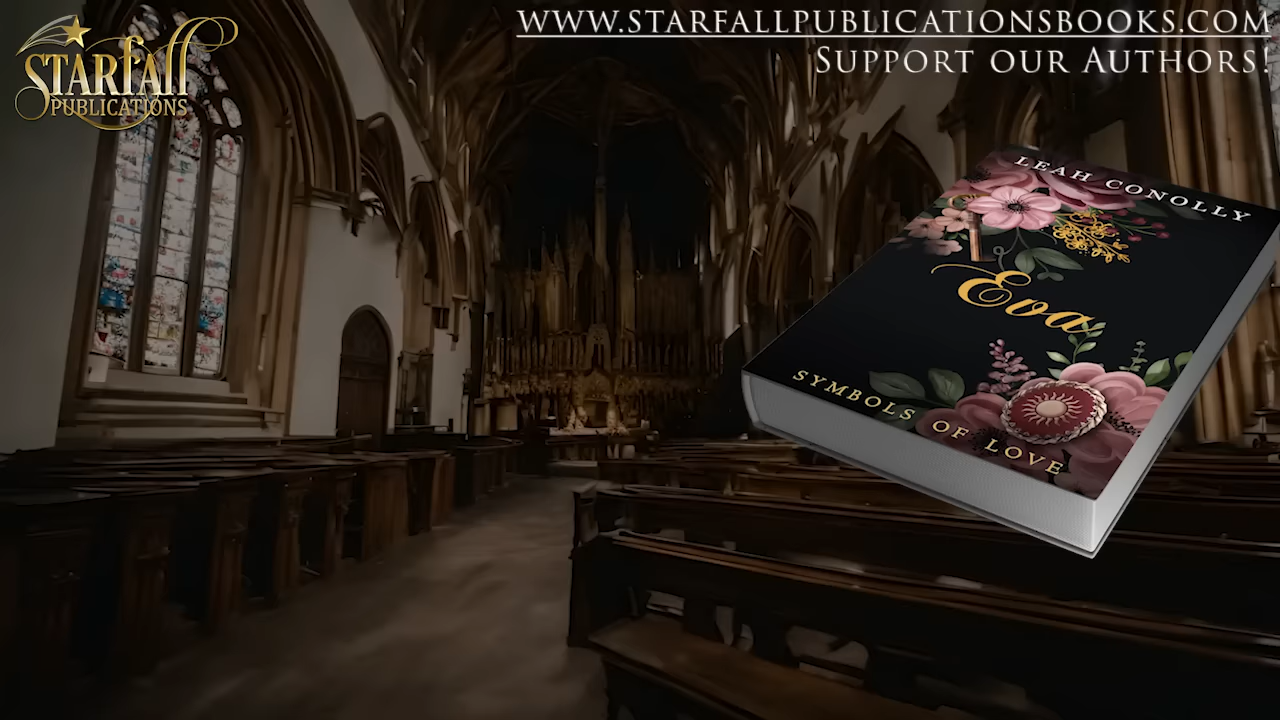 STARfall
PUBLICATIONS
WWW.STARFALLPUBLICATIONSBOOKS.COM
SUPPORT OUR AUTHORS!
LEAH CONOLLY
Eva
SYMBOLS OF LOVE